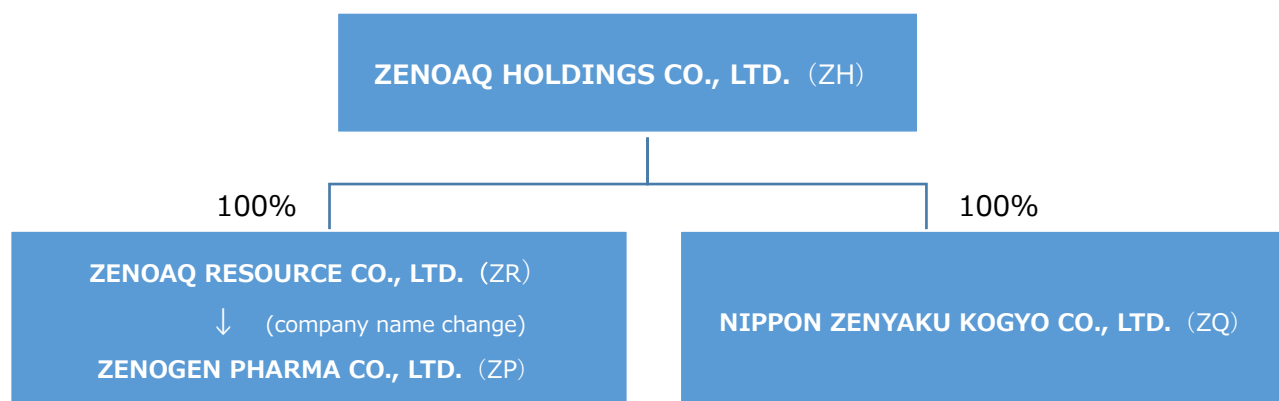 ZENOAQ HOLDINGS CO., LTD.（ZH）
100%
100%
ZENOAQ RESOURCE CO., LTD.（ZR）
↓ (company name change)
ZENOGEN PHARMA CO., LTD.（ZP）
NIPPON ZENYAKU KOGYO CO., LTD.（ZQ）